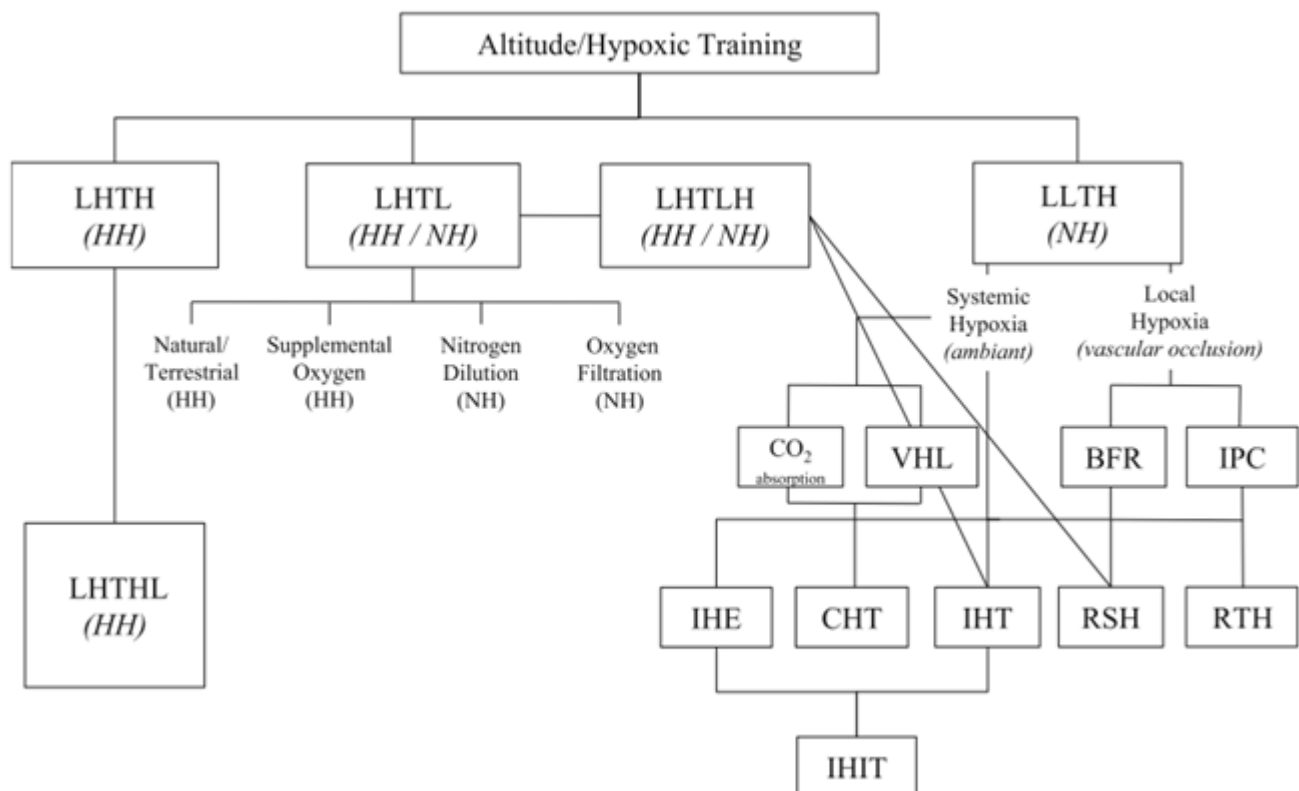 Altitude/Hypoxic Training
LHTH
(HH)
LHTL
(HH / NH)
LHTLH
(HH / NH)
LLTH
(NH)
Natural/
Terrestrial
(HH)
Supplemental
Oxygen
(HH)
Nitrogen
Dilution
(NH)
Oxygen
Filtration
(NH)
Systemic
Hypoxia
(ambiant)
Local
Hypoxia
(vascular occlusion)
CO₂
absorption
VHL
BFR
IPC
LHTHL
(HH)
IHE
CHT
IHT
RSH
RTH
IHIT